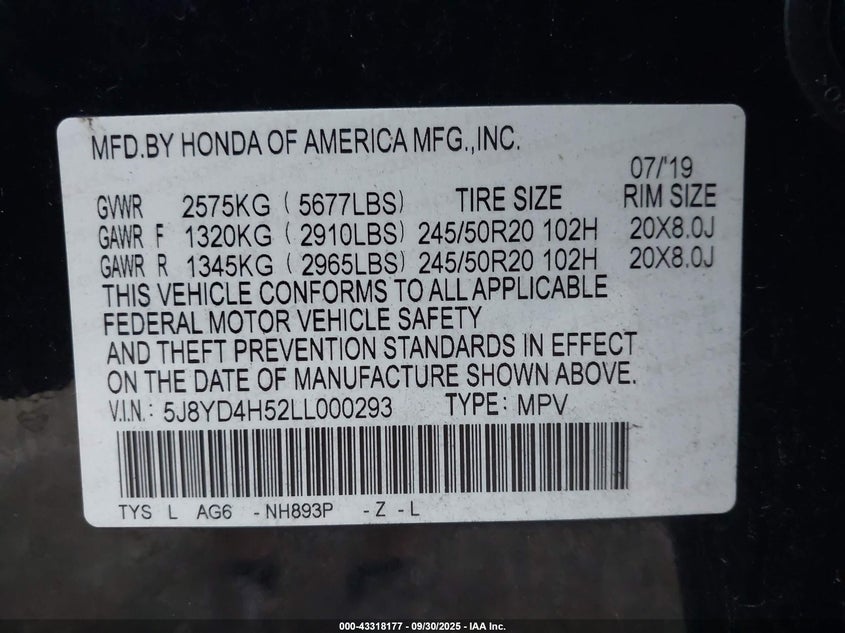 MFD.BY HONDA OF AMERICA MFG.,INC.
07/'19
GVWR 2575KG (5677LBS) TIRE SIZE RIM SIZE
GAWR F 1320KG (2910LBS) 245/50R20 102H 20X8.0J
GAWR R 1345KG (2965LBS) 245/50R20 102H 20X8.0J
THIS VEHICLE CONFORMS TO ALL APPLICABLE
FEDERAL MOTOR VEHICLE SAFETY
AND THEFT PREVENTION STANDARDS IN EFFECT
ON THE DATE OF MANUFACTURE SHOWN ABOVE.
V.I.N.: 5J8YD4H52LL000293 TYPE: MPV
TYS L AG6 -NH893P -Z -L
000-43318177 - 09/30/2025 - IAA Inc.